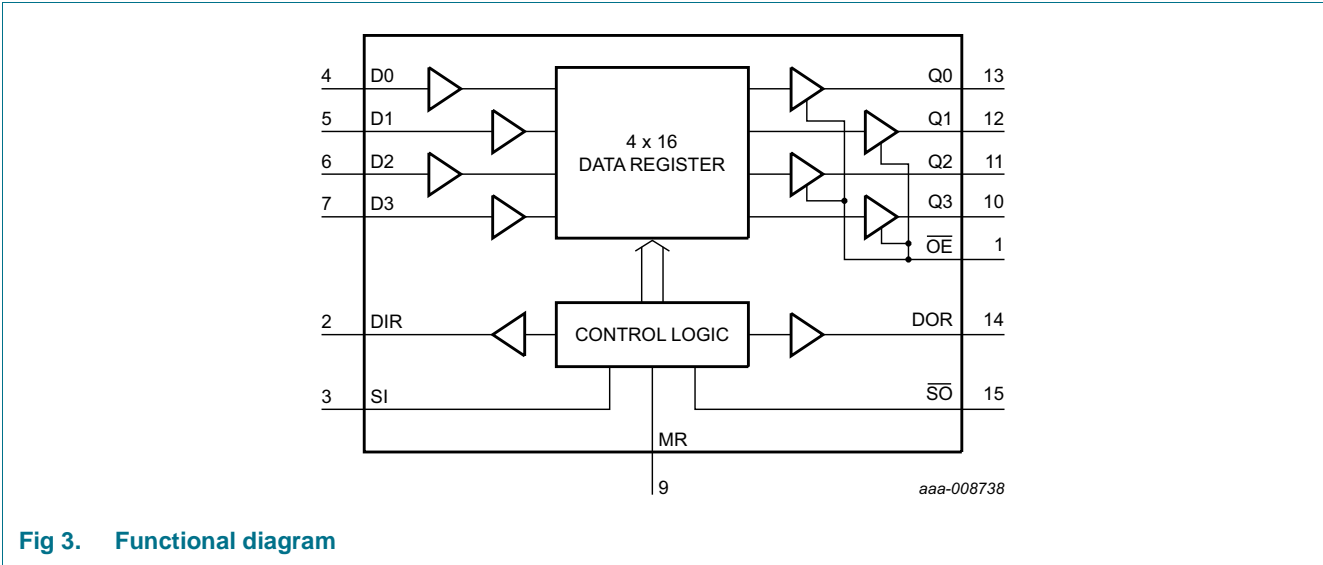 4 D0 Q0 13
5 D1 Q1 12
4 x 16
6 D2 DATA REGISTER Q2 11
7 D3 Q3 10
O̅E̅ 1
2 DIR CONTROL LOGIC DOR 14
3 SI S̅O̅ 15
MR
9 aaa-008738
Fig 3. Functional diagram